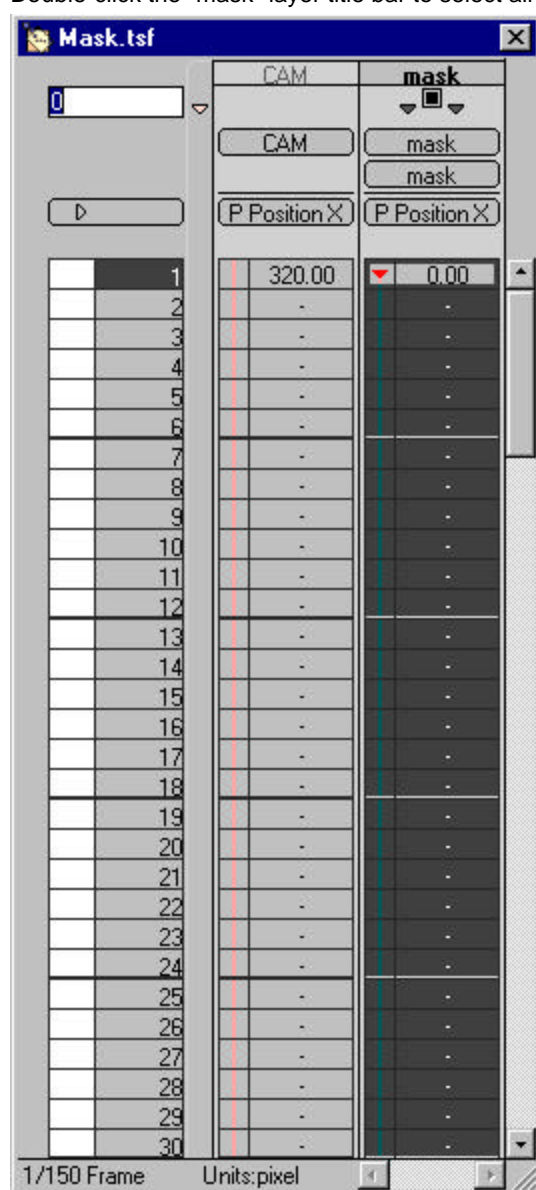 Double-click the "mask" layer title bar to select all
Mask.tsf
CAM mask
0
CAM mask
mask
P Position X P Position X
1 320.00 0.00
2 - -
3 - -
4 - -
5 - -
6 - -
7 - -
8 - -
9 - -
10 - -
11 - -
12 - -
13 - -
14 - -
15 - -
16 - -
17 - -
18 - -
19 - -
20 - -
21 - -
22 - -
23 - -
24 - -
25 - -
26 - -
27 - -
28 - -
29 - -
30 - -
1/150 Frame Units:pixel